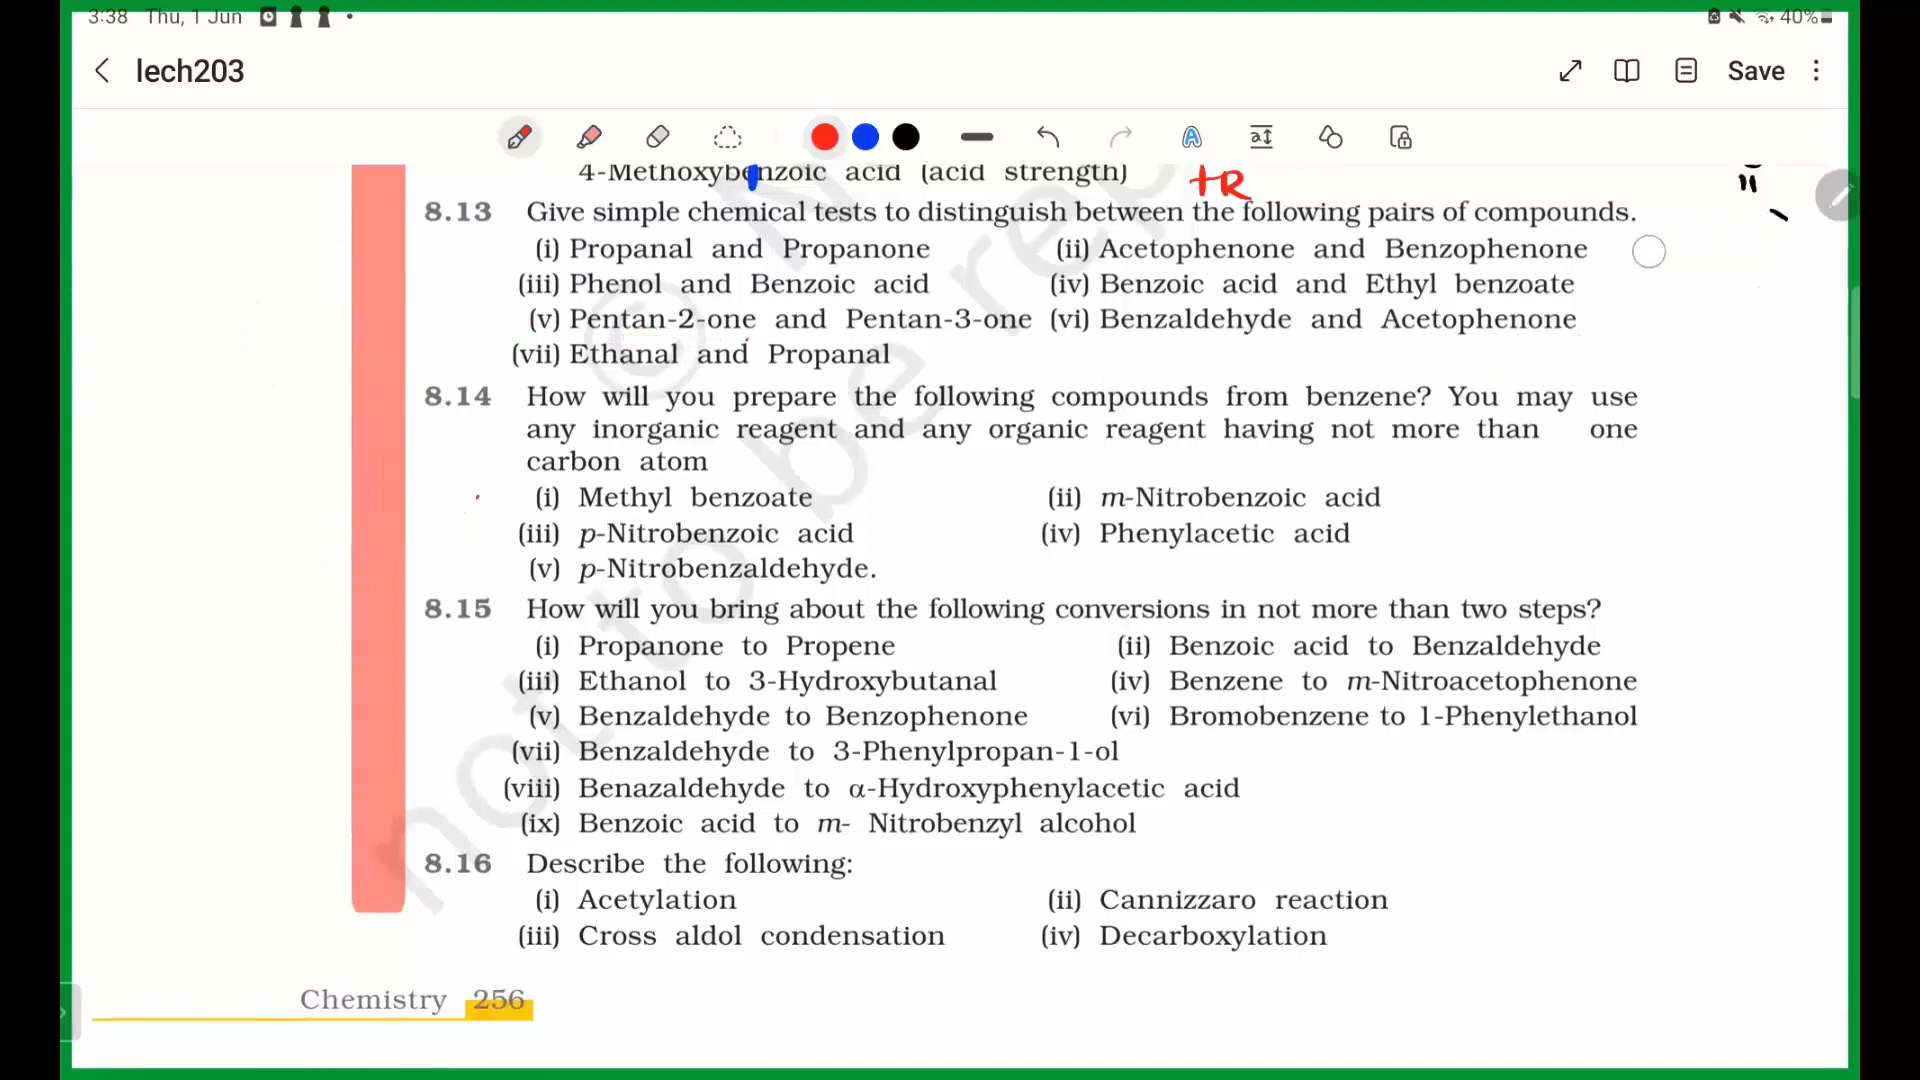 3:38 Thu, 1 Jun
40%
lech203
Save
4-Methoxybenzoic acid (acid strength)
+R
8.13 Give simple chemical tests to distinguish between the following pairs of compounds.
(i) Propanal and Propanone (ii) Acetophenone and Benzophenone
(iii) Phenol and Benzoic acid (iv) Benzoic acid and Ethyl benzoate
(v) Pentan-2-one and Pentan-3-one (vi) Benzaldehyde and Acetophenone
(vii) Ethanal and Propanal
8.14 How will you prepare the following compounds from benzene? You may use
any inorganic reagent and any organic reagent having not more than one
carbon atom
(i) Methyl benzoate (ii) m-Nitrobenzoic acid
(iii) p-Nitrobenzoic acid (iv) Phenylacetic acid
(v) p-Nitrobenzaldehyde.
8.15 How will you bring about the following conversions in not more than two steps?
(i) Propanone to Propene (ii) Benzoic acid to Benzaldehyde
(iii) Ethanol to 3-Hydroxybutanal (iv) Benzene to m-Nitroacetophenone
(v) Benzaldehyde to Benzophenone (vi) Bromobenzene to 1-Phenylethanol
(vii) Benzaldehyde to 3-Phenylpropan-1-ol
(viii) Benazaldehyde to α-Hydroxyphenylacetic acid
(ix) Benzoic acid to m- Nitrobenzyl alcohol
8.16 Describe the following:
(i) Acetylation (ii) Cannizzaro reaction
(iii) Cross aldol condensation (iv) Decarboxylation
Chemistry 256
© N
not to be rep